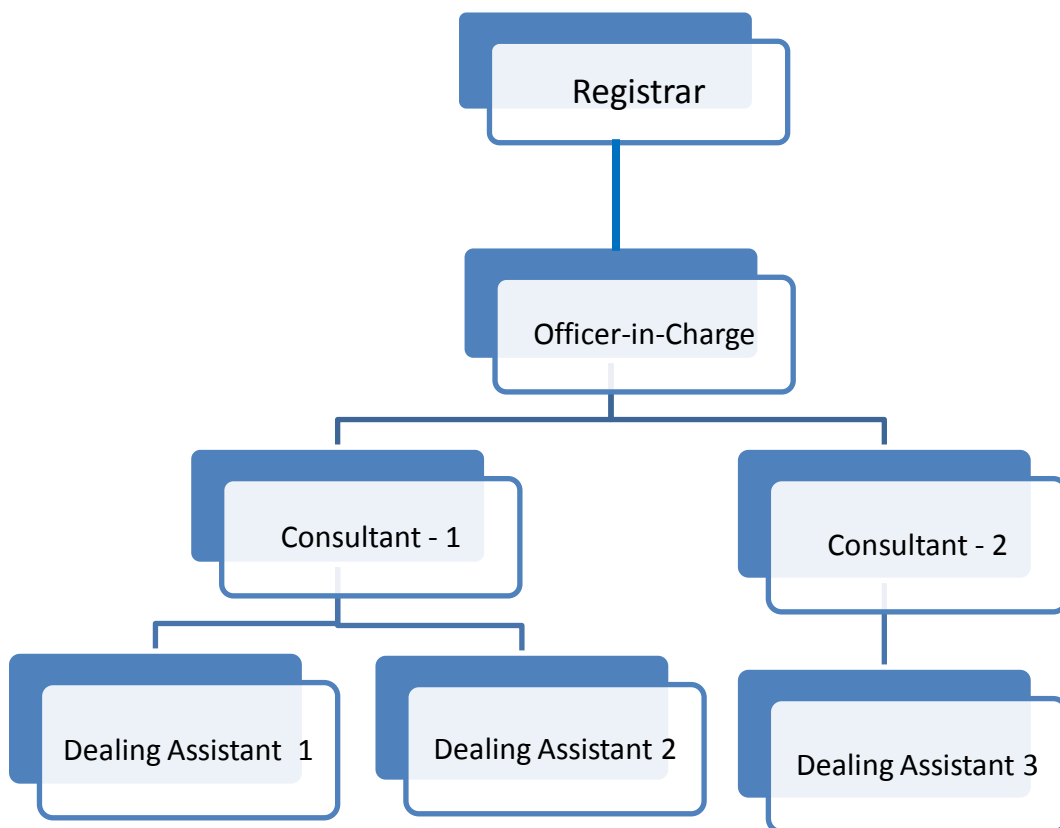 Registrar
Officer-in-Charge
Consultant - 1
Consultant - 2
Dealing Assistant  1
Dealing Assistant 2
Dealing Assistant 3